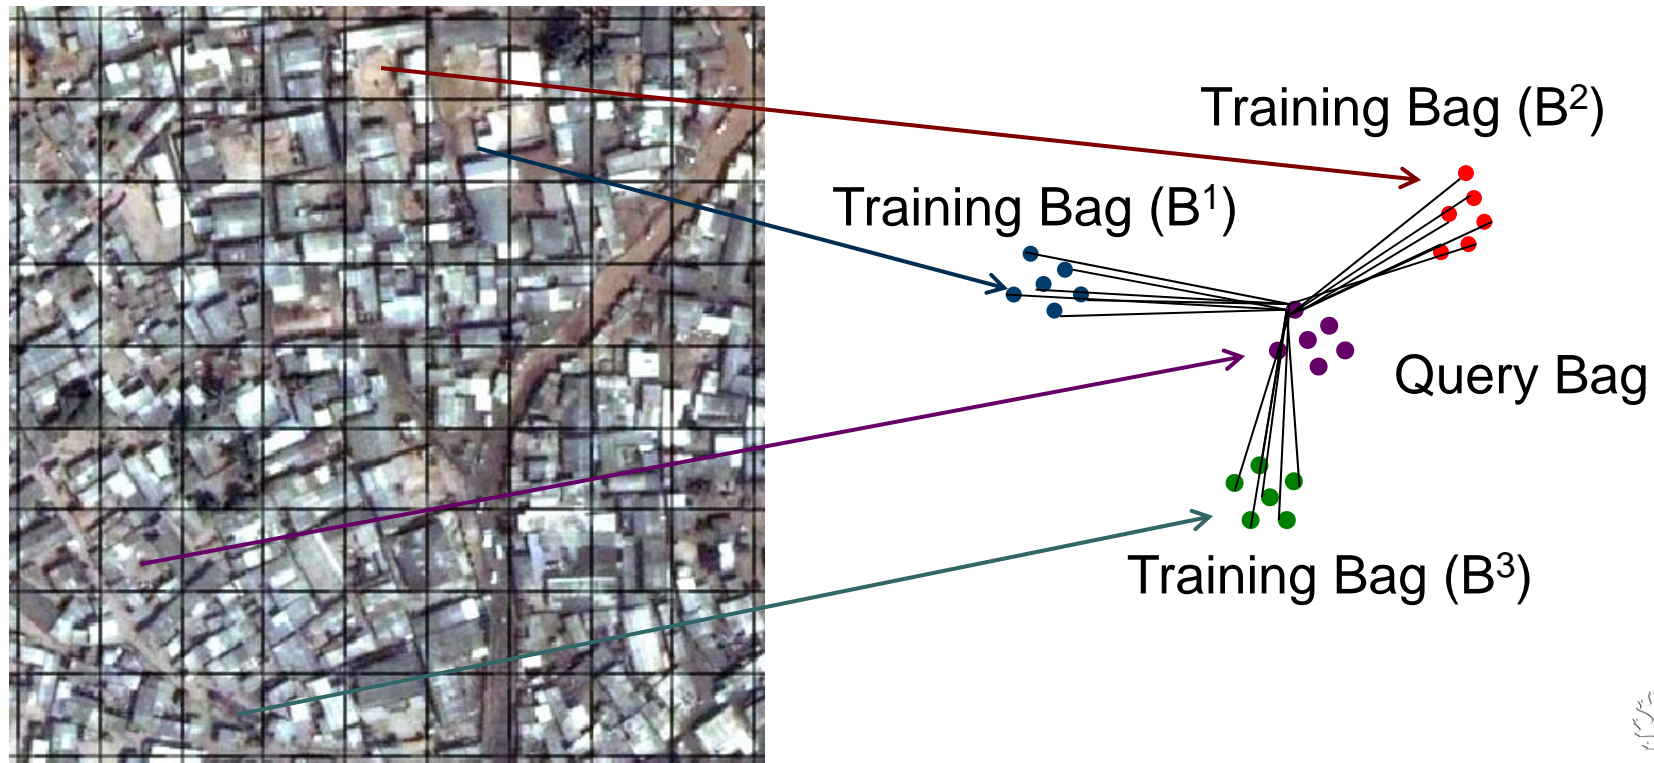 Training Bag (B²)
Training Bag (B¹)
Query Bag
Training Bag (B³)